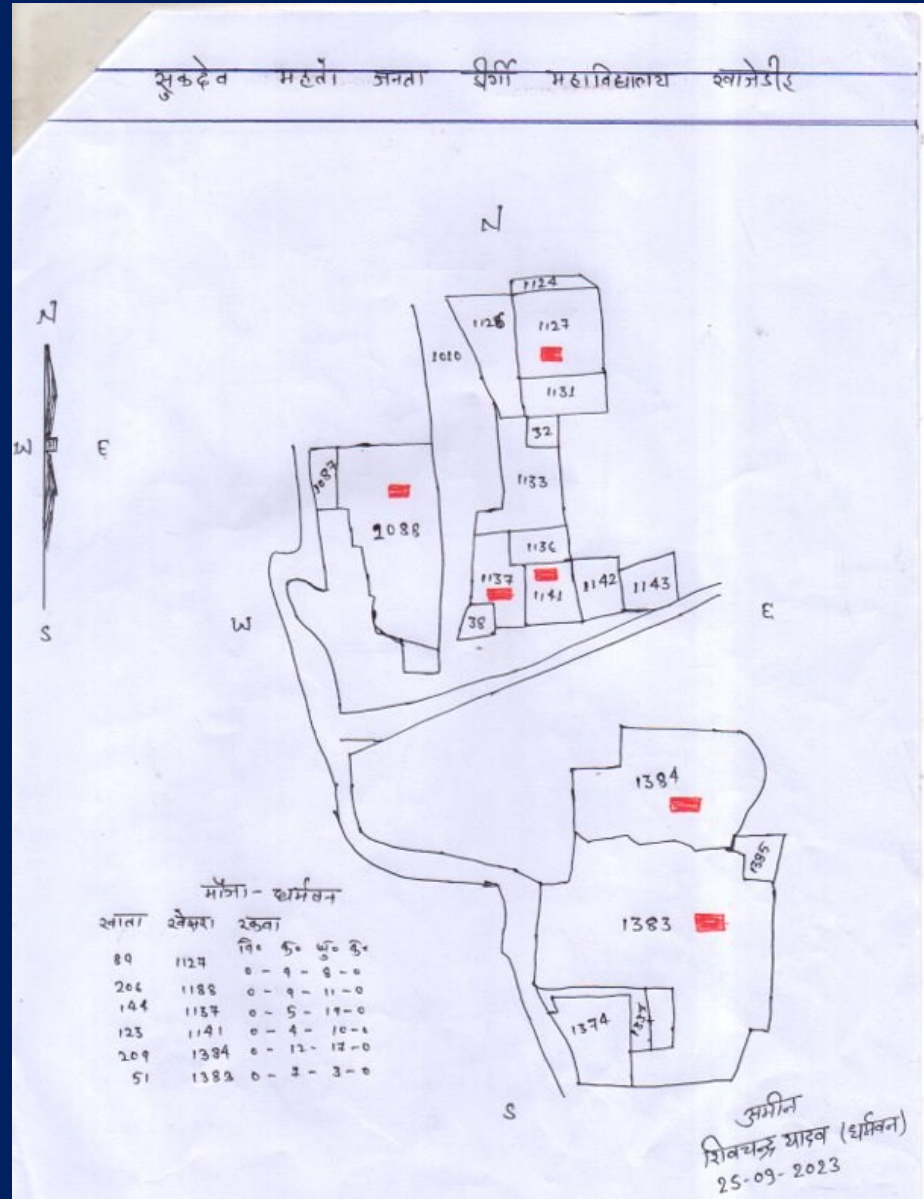 सुकदेव महतो जनता डीग्री महाविद्यालय खाजेडीह
N
1124
1126
1127
1010
1131
N
W
E
32
1087
1133
2088
1136
1137
1141
1142
1143
38
S
W
E
1384
1385
1383
1374
S
मौजा - धर्मवन
खाता खेसरा रकवा
बि० क० धु० कु०
89 1127 0 - 9 - 8 - 0
206 1188 0 - 9 - 11 - 0
144 1137 0 - 5 - 19 - 0
123 1141 0 - 4 - 10 - 0
209 1384 0 - 12 - 17 - 0
51 1383 0 - 7 - 3 - 0
अमीन
शिवचन्द्र यादव (धर्मवन)
25-09-2023